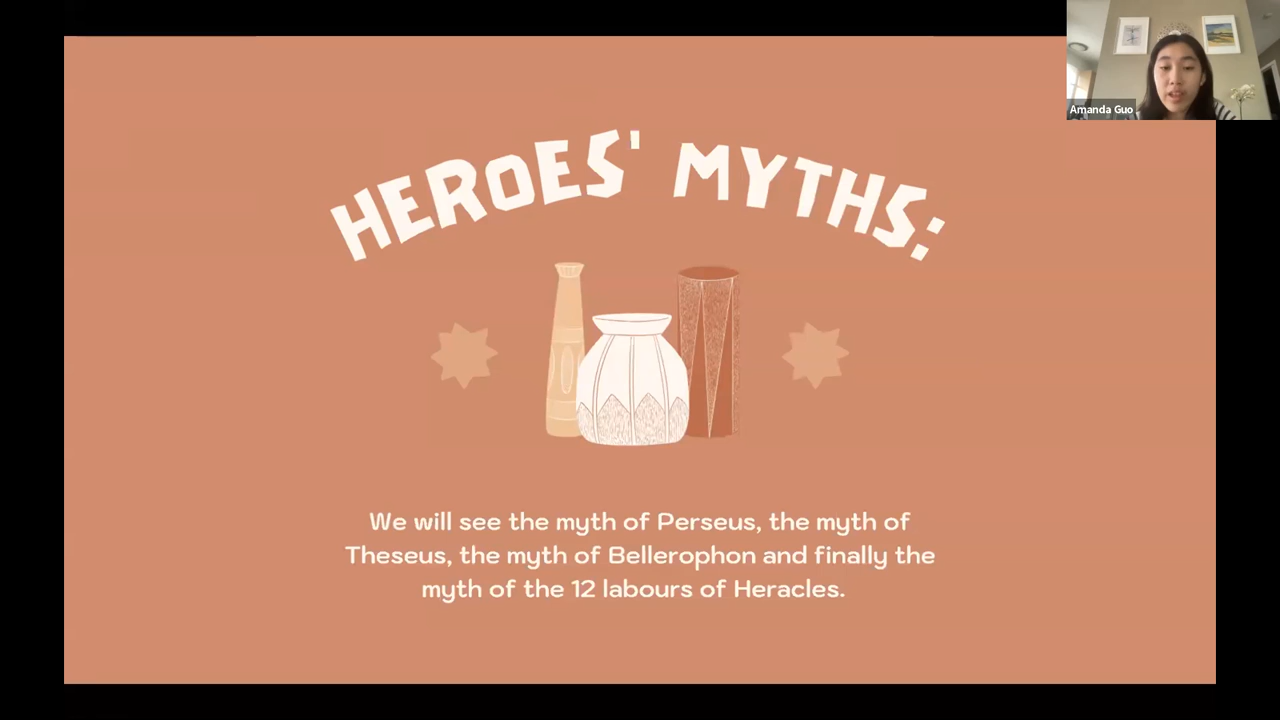 Amanda Guo
HEROES' MYTHS:
We will see the myth of Perseus, the myth of
Theseus, the myth of Bellerophon and finally the
myth of the 12 labours of Heracles.